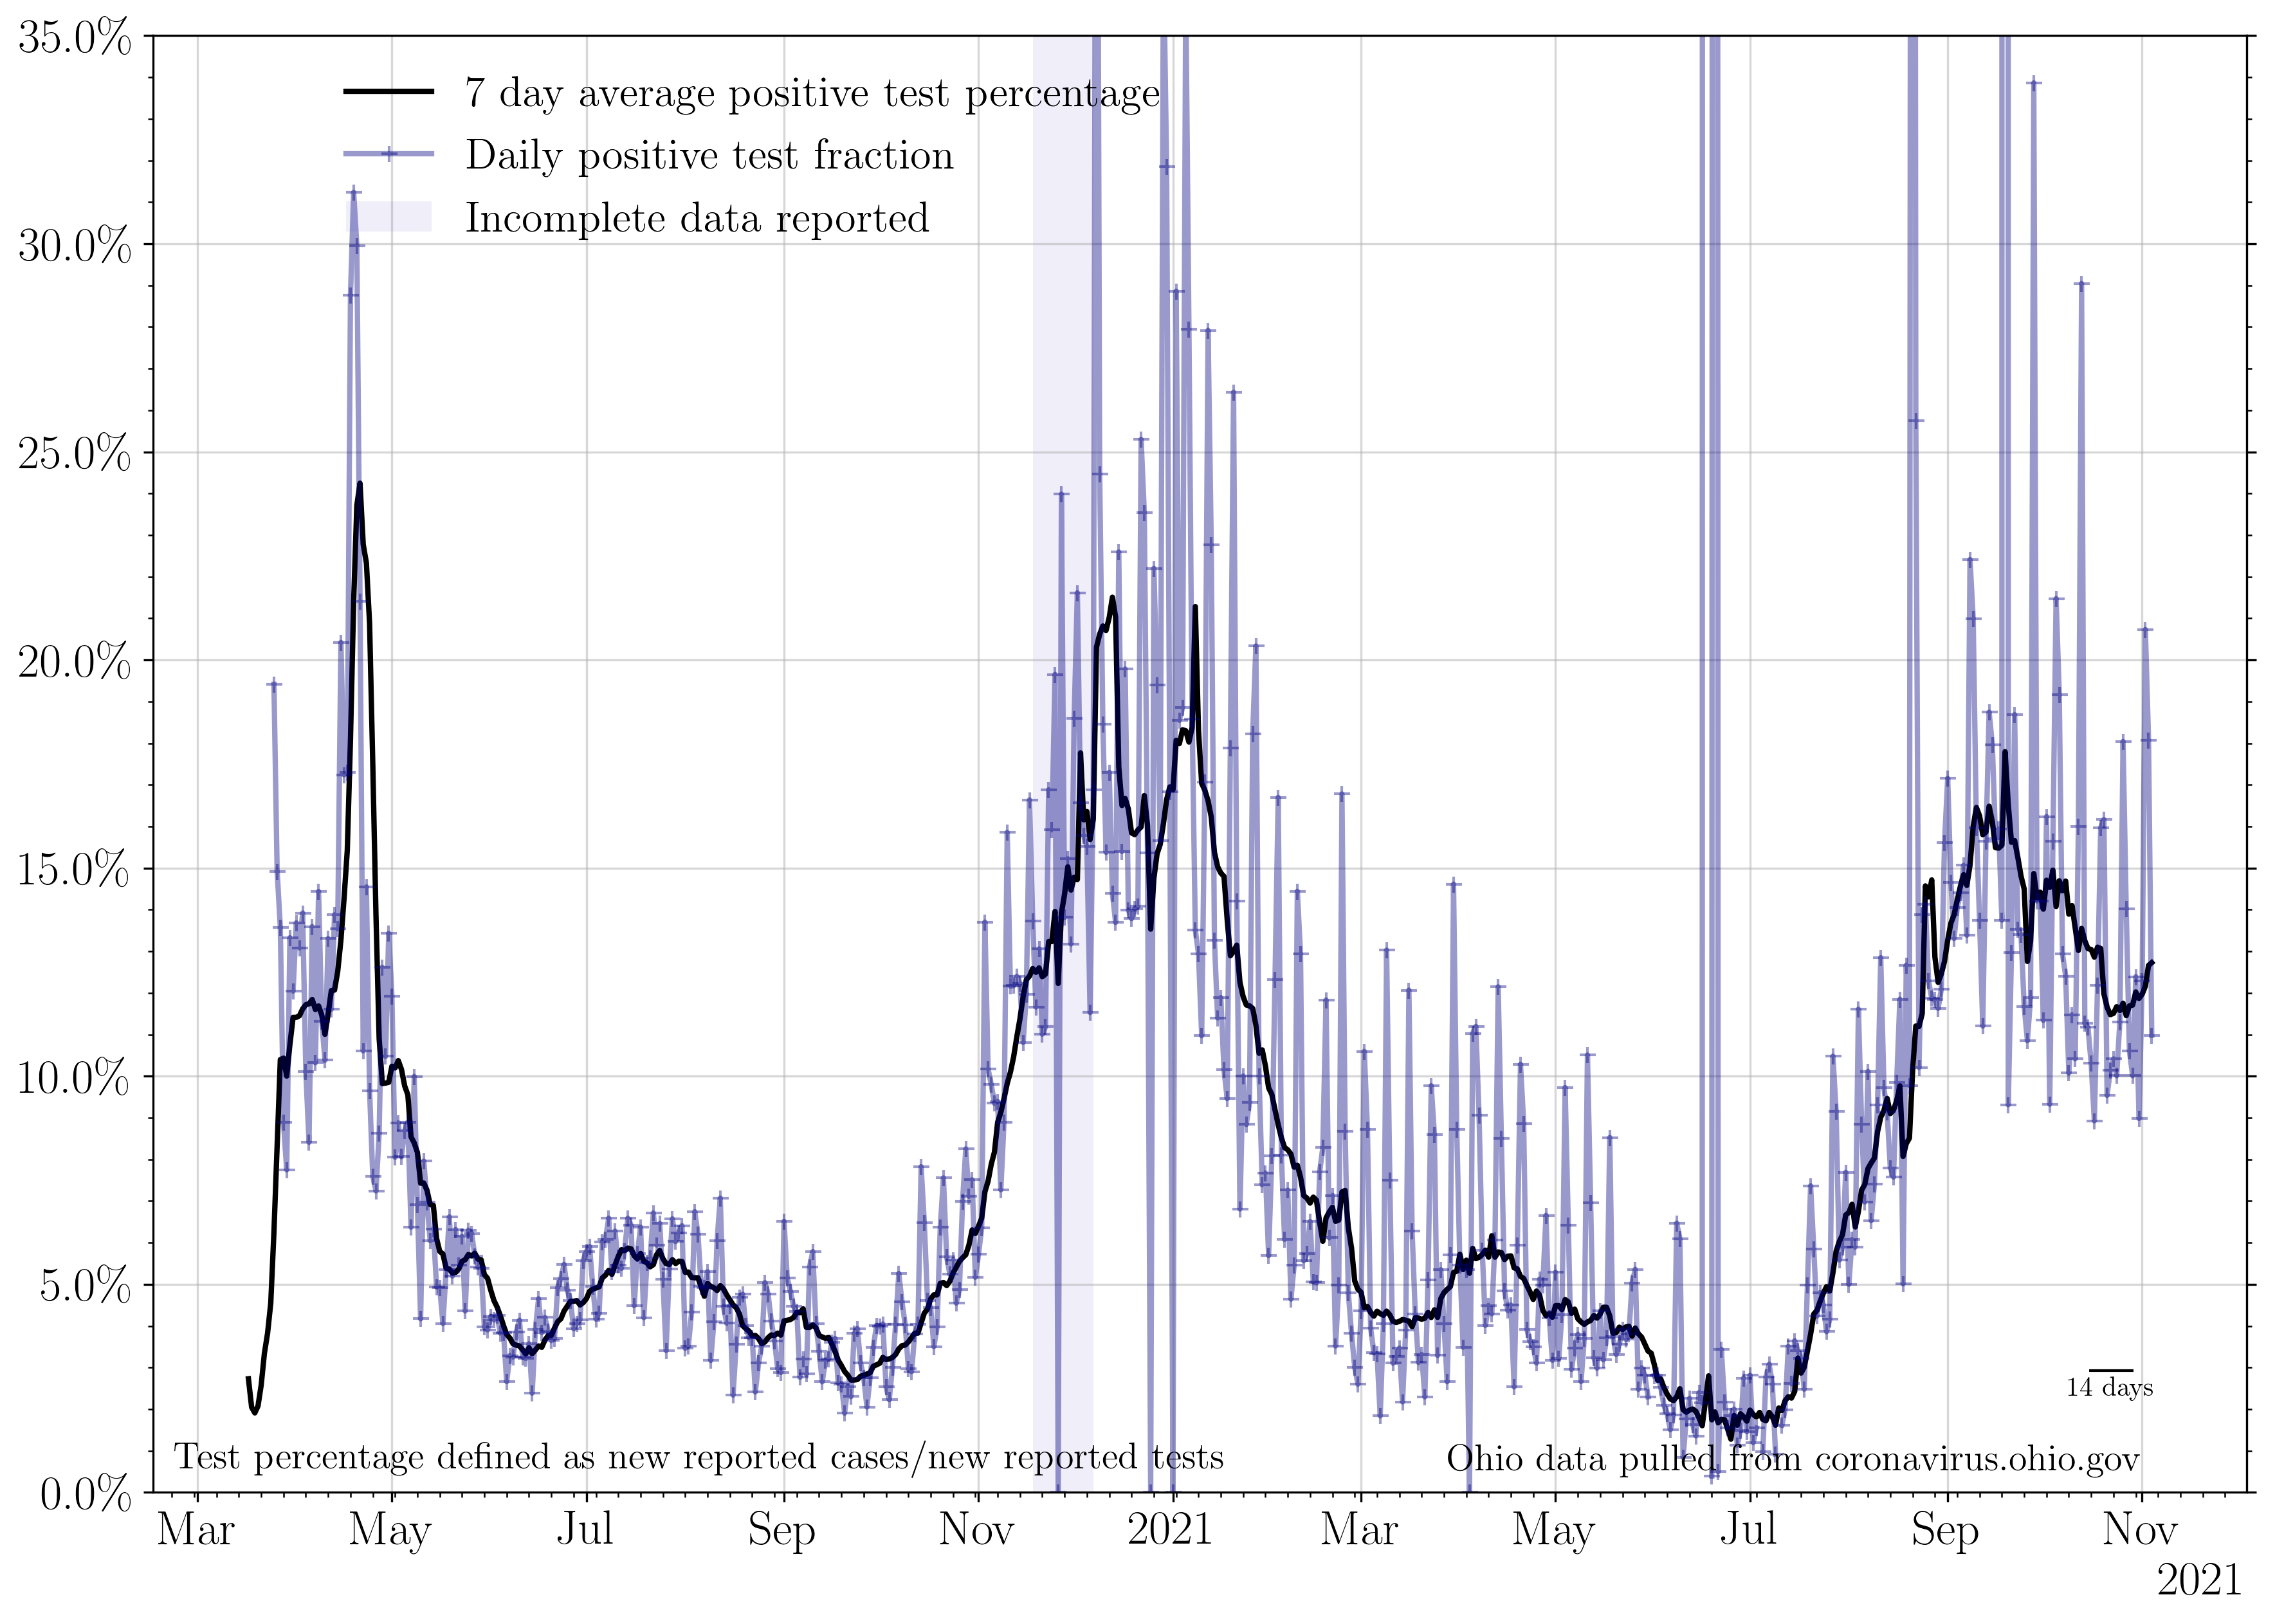 35.0%
30.0%
25.0%
20.0%
15.0%
10.0%
5.0%
0.0%
7 day average positive test percentage
Daily positive test fraction
Incomplete data reported
14 days
Test percentage defined as new reported cases/new reported tests
Ohio data pulled from coronavirus.ohio.gov
Mar May Jul Sep Nov 2021 Mar May Jul Sep Nov
2021